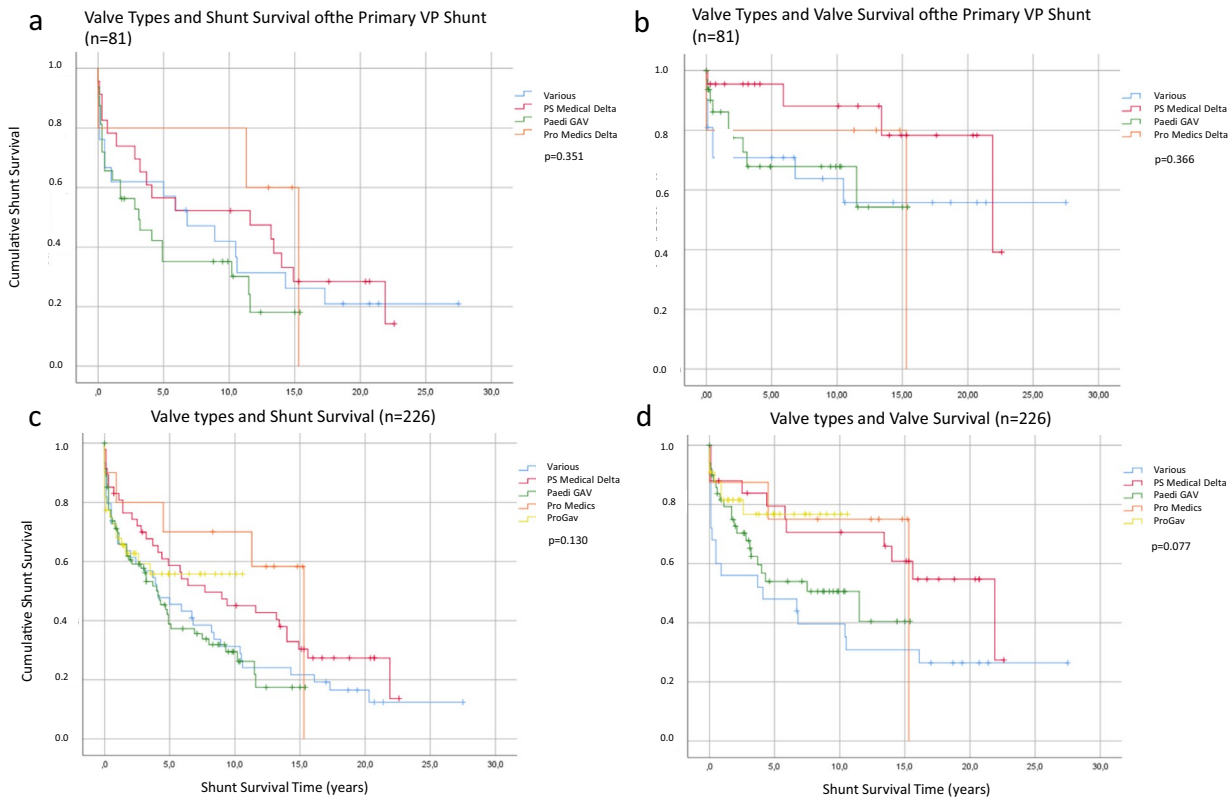 a
Valve Types and Shunt Survival ofthe Primary VP Shunt
(n=81)
Cumulative Shunt Survival
1.0
0.8
0.6
0.4
0.2
0.0
,0 5,0 10,0 15,0 20,0 25,0 30,0
Various
PS Medical Delta
Paedi GAV
Pro Medics Delta
p=0.351
b
Valve Types and Valve Survival ofthe Primary VP Shunt
(n=81)
1.0
0.8
0.6
0.4
0.2
0.0
,00 5,0 10,0 15,0 20,0 25,0 30,0
Various
PS Medical Delta
Paedi GAV
Pro Medics Delta
p=0.366
c
Valve types and Shunt Survival (n=226)
Cumulative Shunt Survival
1.0
0.8
0.6
0.4
0.2
0.0
,0 5,0 10,0 15,0 20,0 25,0 30,0
Shunt Survival Time (years)
Various
PS Medical Delta
Paedi GAV
Pro Medics
ProGav
p=0.130
d
Valve types and Valve Survival (n=226)
1.0
0.8
0.6
0.4
0.2
0.0
,0 5,0 10,0 15,0 20,0 25,0 30,0
Shunt Survival Time (years)
Various
PS Medical Delta
Paedi GAV
Pro Medics
ProGav
p=0.077